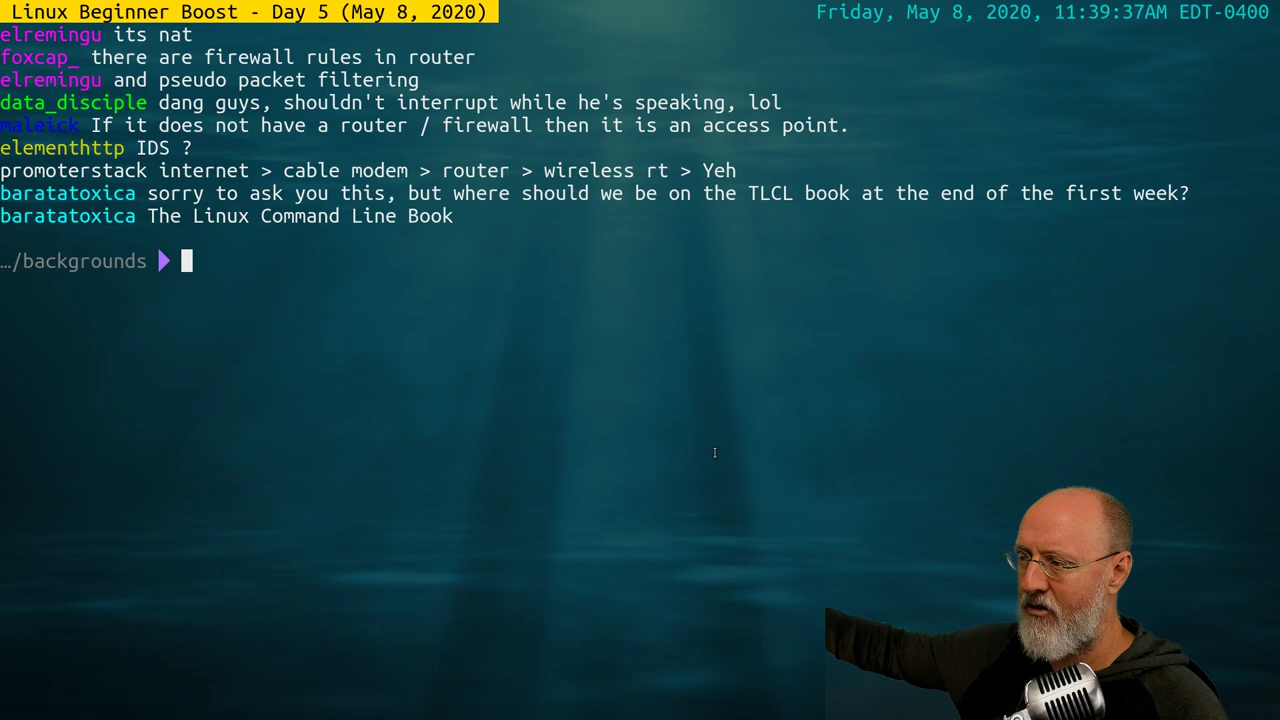 Linux Beginner Boost - Day 5 (May 8, 2020)
Friday, May 8, 2020, 11:39:37AM EDT-0400
elremingu its nat
foxcap_ there are firewall rules in router
elremingu and pseudo packet filtering
data_disciple dang guys, shouldn't interrupt while he's speaking, lol
maleick If it does not have a router / firewall then it is an access point.
elementhttp IDS ?
promoterstack internet > cable modem > router > wireless rt > Yeh
baratatoxica sorry to ask you this, but where should we be on the TLCL book at the end of the first week?
baratatoxica The Linux Command Line Book
…/backgrounds